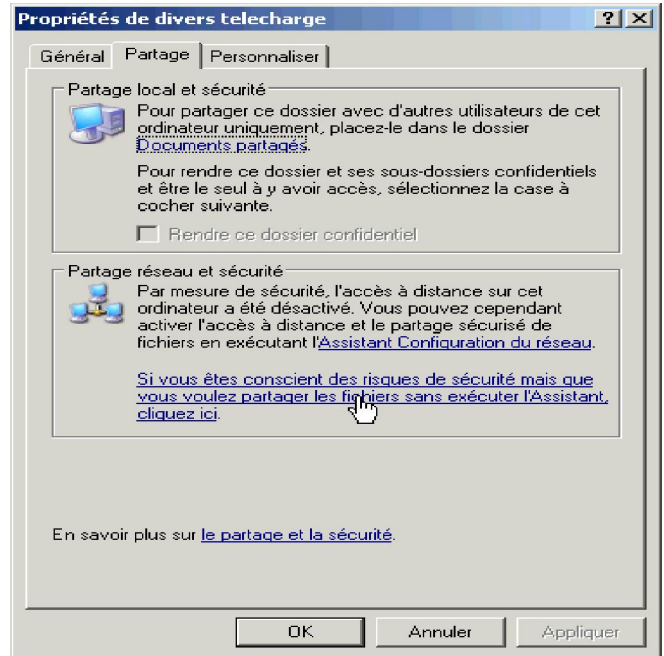 Propriétés de divers telecharge
Général Partage Personnaliser
Partage local et sécurité
Pour partager ce dossier avec d'autres utilisateurs de cet
ordinateur uniquement, placez-le dans le dossier
Documents partagés.
Pour rendre ce dossier et ses sous-dossiers confidentiels
et être le seul à y avoir accès, sélectionnez la case à
cocher suivante.
Rendre ce dossier confidentiel
Partage réseau et sécurité
Par mesure de sécurité, l'accès à distance sur cet
ordinateur a été désactivé. Vous pouvez cependant
activer l'accès à distance et le partage sécurisé de
fichiers en exécutant l'Assistant Configuration du réseau.
Si vous êtes conscient des risques de sécurité mais que
vous voulez partager les fichiers sans exécuter l'Assistant,
cliquez ici.
En savoir plus sur le partage et la sécurité.
OK Annuler Appliquer